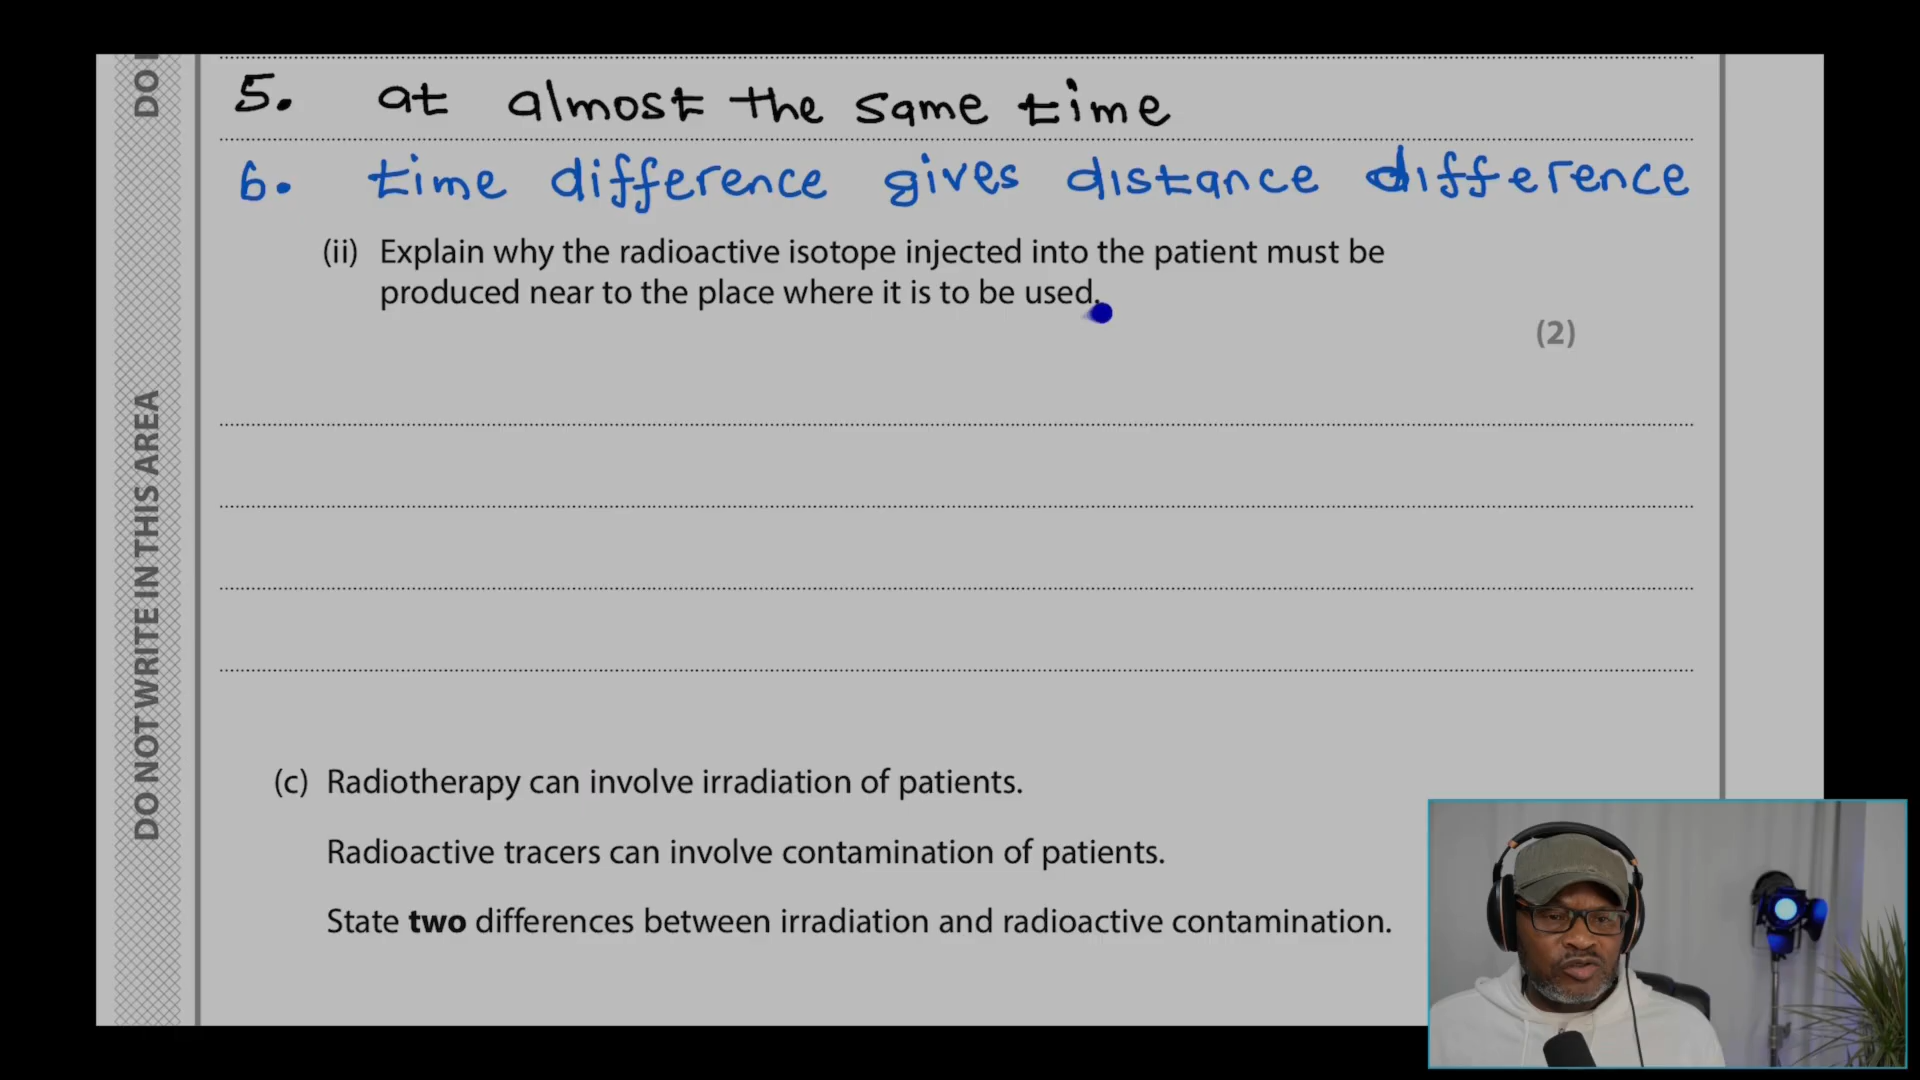 DO
5. at almost the same time
6. time difference gives distance difference
(ii) Explain why the radioactive isotope injected into the patient must be
produced near to the place where it is to be used.
(2)
DO NOT WRITE IN THIS AREA
(c) Radiotherapy can involve irradiation of patients.
Radioactive tracers can involve contamination of patients.
State two differences between irradiation and radioactive contamination.